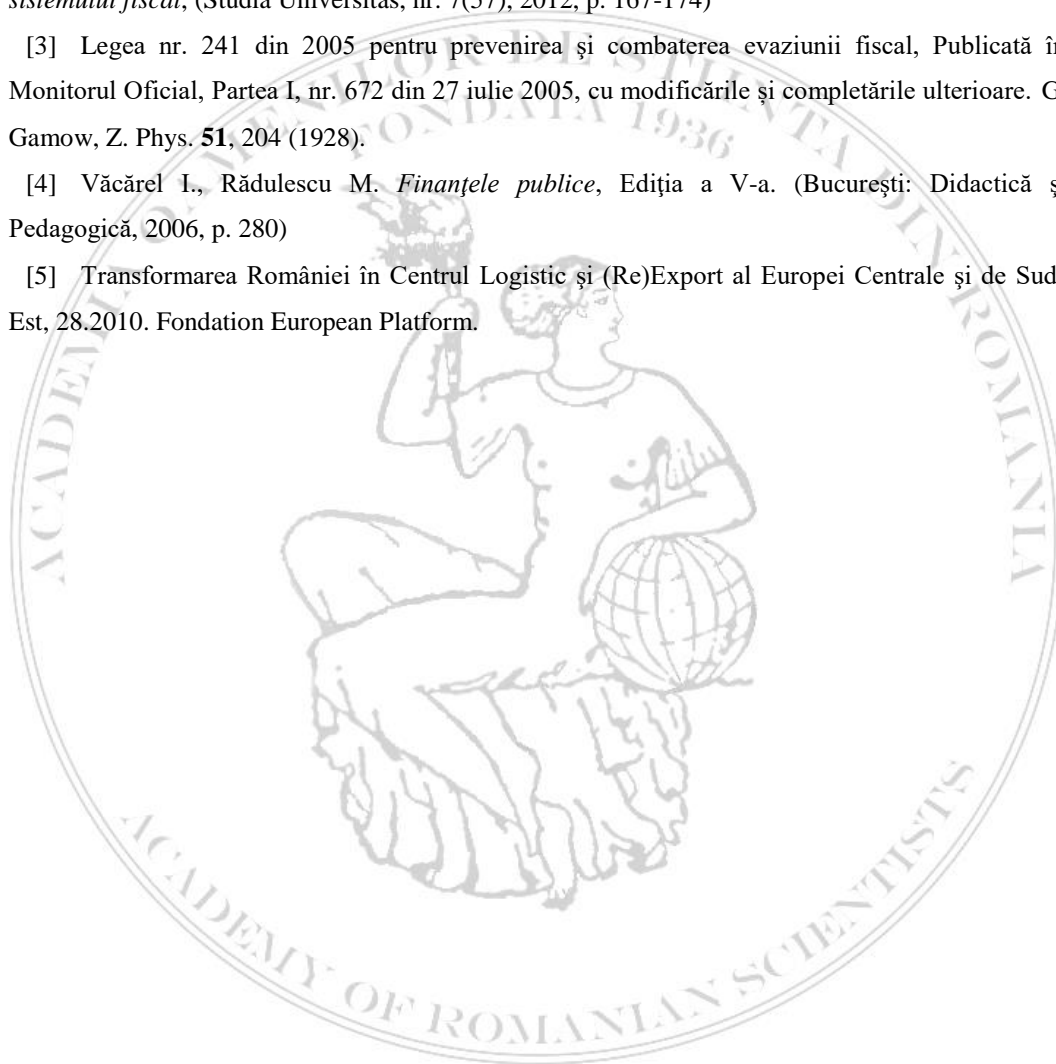 sistemului fiscal, (Studia Universitas, nr. 7(57), 2012, p. 167-174)
[3] Legea nr. 241 din 2005 pentru prevenirea şi combaterea evaziunii fiscal, Publicată în
Monitorul Oficial, Partea I, nr. 672 din 27 iulie 2005, cu modificările și completările ulterioare. G
Gamow, Z. Phys. 51, 204 (1928).
[4] Văcărel I., Rădulescu M. Finanţele publice, Ediţia a V-a. (Bucureşti: Didactică ş
Pedagogică, 2006, p. 280)
[5] Transformarea României în Centrul Logistic şi (Re)Export al Europei Centrale şi de Sud
Est, 28.2010. Fondation European Platform.
ACADEMIA OAMENILOR DE STIINTA DIN ROMANIA
FONDATA 1936
ACADEMY OF ROMANIAN SCIENTISTS